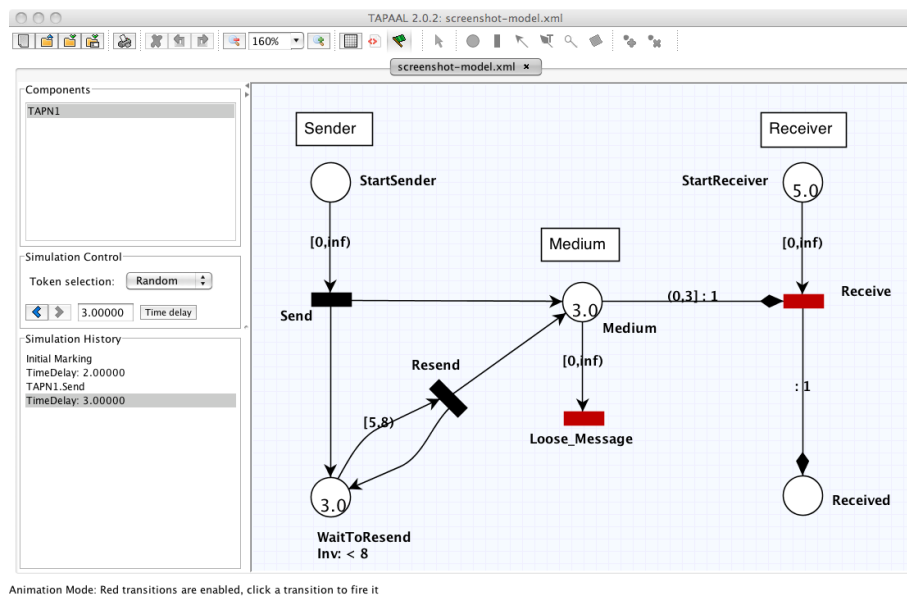 TAPAAL 2.0.2: screenshot-model.xml
160%
screenshot-model.xml ×
Components
TAPN1
Simulation Control
Token selection: Random
3.00000 Time delay
Simulation History
Initial Marking
TimeDelay: 2.00000
TAPN1.Send
TimeDelay: 3.00000
Sender
Receiver
StartSender
StartReceiver
5.0
[0,inf)
Medium
[0,inf)
Send
3.0
(0,3] : 1
Receive
Medium
Resend
[0,inf)
: 1
[5,8)
Loose_Message
3.0
Received
WaitToResend
Inv: < 8
Animation Mode: Red transitions are enabled, click a transition to fire it